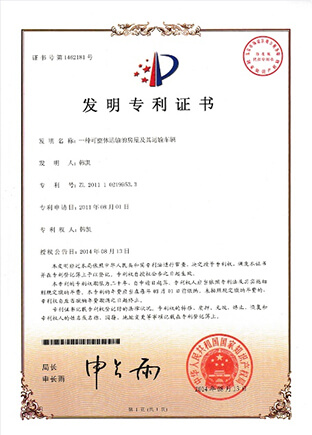 证书号第1462181号
发明专利证书
发 明 名 称：一种可整体运输的房屋及其运输车辆
发 明 人：韩凯
专 利 号：ZL 2011 1 0219053.3
专利申请日：2011年08月01日
专 利 权 人：韩凯
授权公告日：2014年08月13日
本发明经过本局依照中华人民共和国专利法进行审查，决定授予专利权，颁发本证书
并在专利登记簿上予以登记。专利权自授权公告之日起生效。
本专利的专利权期限为二十年，自申请日起算。专利权人应当依照专利法及其实施细
则规定缴纳年费。本专利的年费应当在每年08月01日前缴纳。未按照规定缴纳年费的，专
利权自应当缴纳年费期满之日起终止。
专利证书记载专利权登记时的法律状况。专利权的转移、质押、无效、终止、恢复和
专利权人的姓名或名称、国籍、地址变更等事项记载在专利登记簿上。
局长
申长雨
申长雨
中华人民共和国国家知识产权局
2014年08月13日
第1页（共1页）